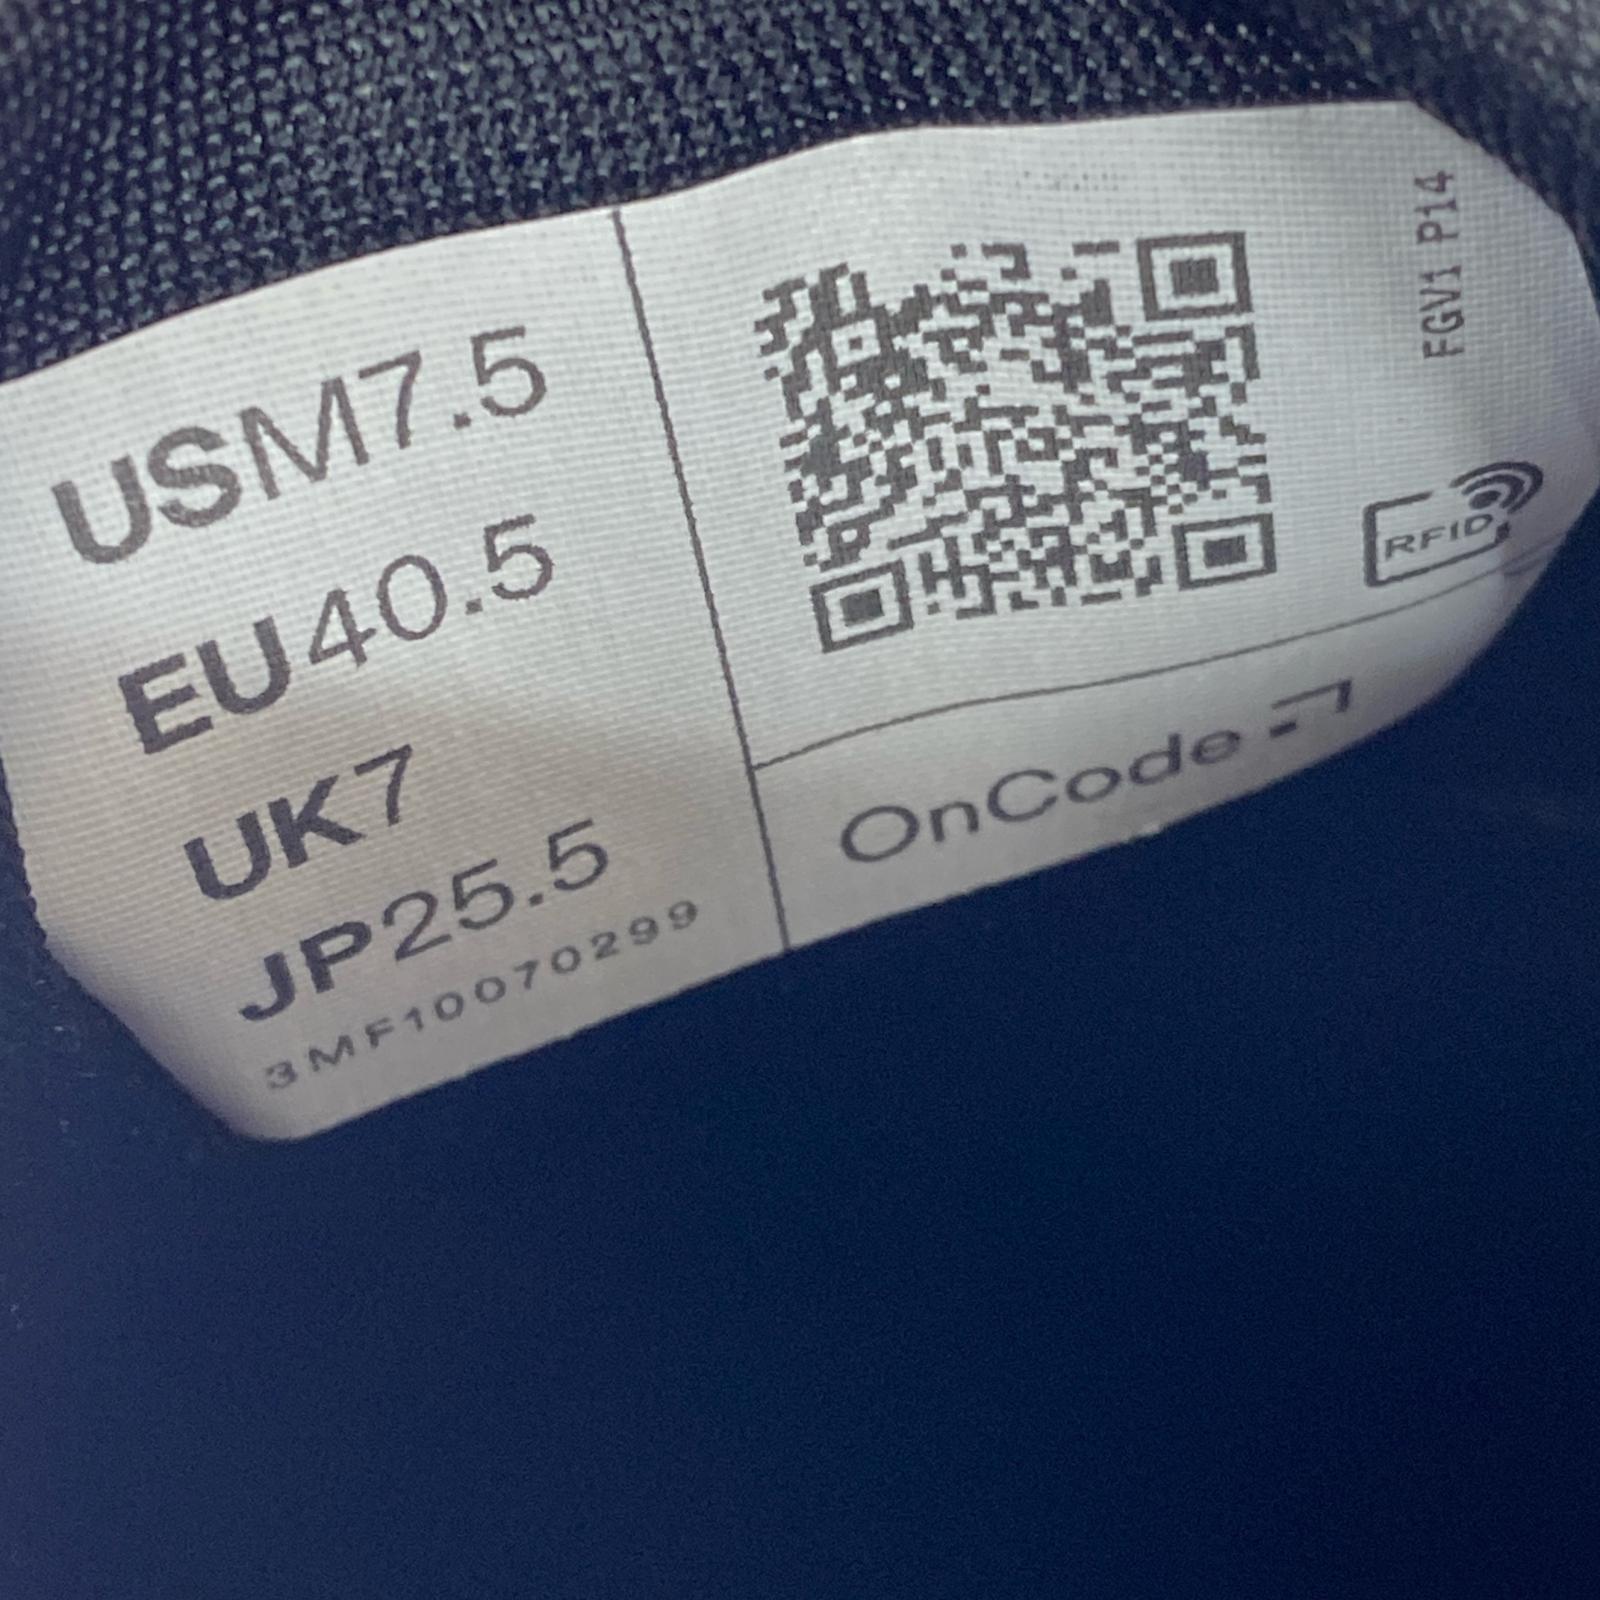 USM7.5
EU40.5
UK7
JP25.5
3MF10070299
FGV1 P14
RFID
OnCode